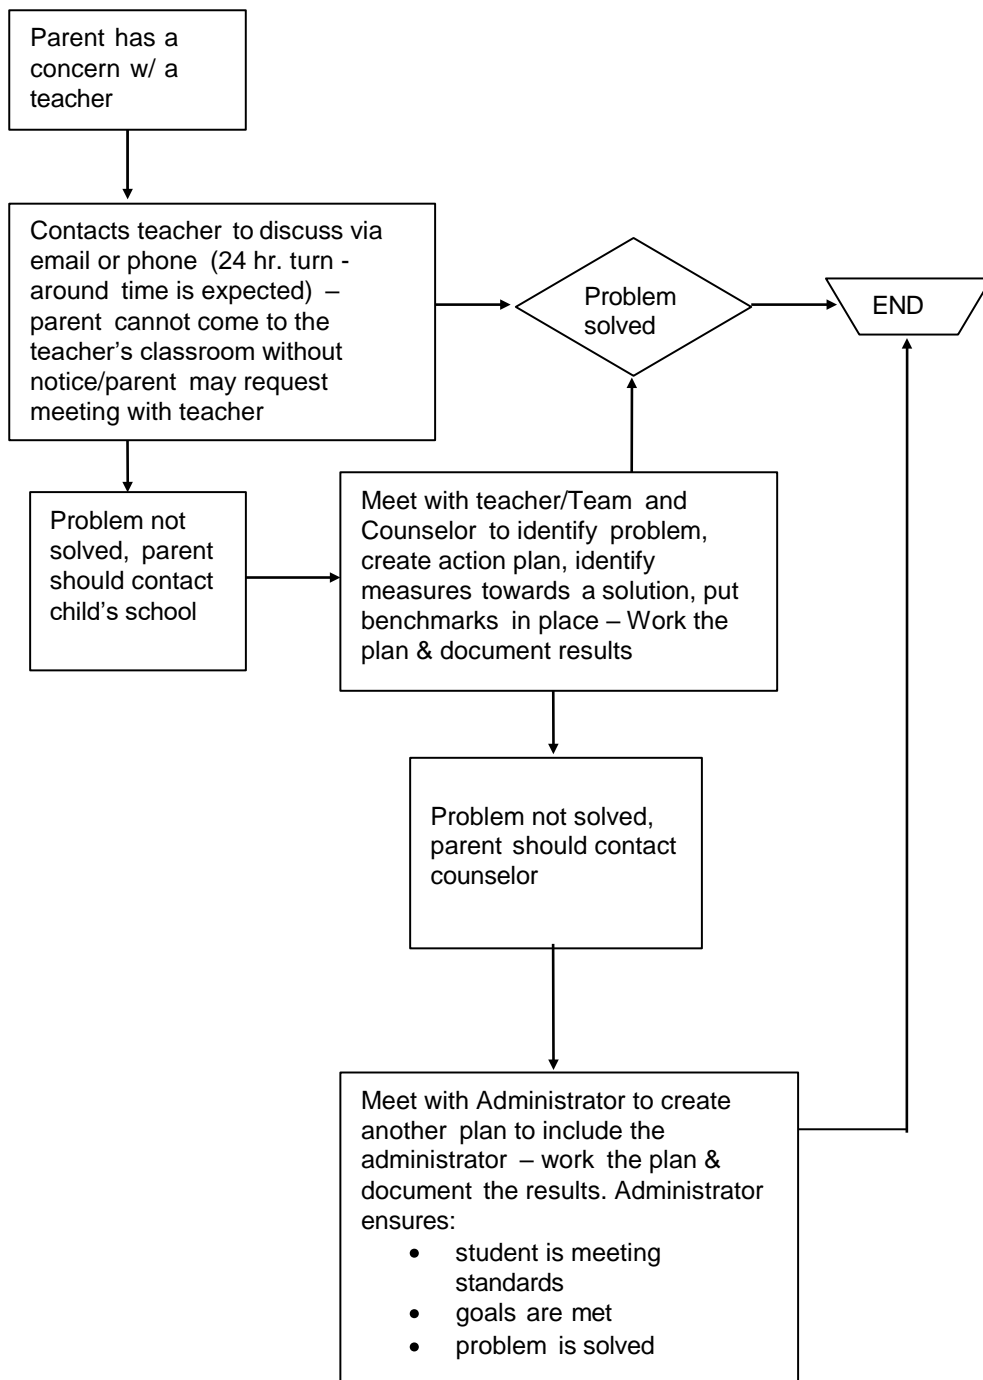 Parent has a
concern w/ a
teacher
Contacts teacher to discuss via
email or phone (24 hr. turn -
around time is expected) –
parent cannot come to the
teacher’s classroom without
notice/parent may request
meeting with teacher
Problem
solved
END
Problem not
solved, parent
should contact
child’s school
Meet with teacher/Team and
Counselor to identify problem,
create action plan, identify
measures towards a solution, put
benchmarks in place – Work the
plan & document results
Problem not solved,
parent should contact
counselor
Meet with Administrator to create
another plan to include the
administrator – work the plan &
document the results. Administrator
ensures:
• student is meeting
standards
• goals are met
• problem is solved